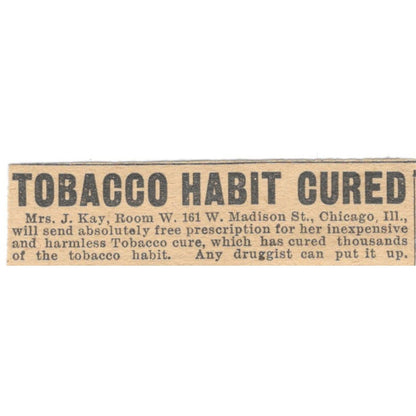 TOBACCO HABIT CURED
Mrs. J. Kay, Room W. 161 W. Madison St., Chicago, Ill.,
will send absolutely free prescription for her inexpensive
and harmless Tobacco cure, which has cured thousands
of the tobacco habit. Any druggist can put it up.